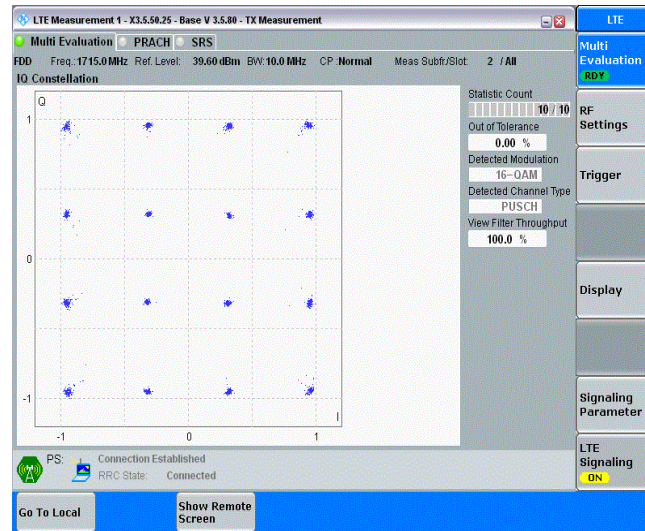 LTE Measurement 1 - X3.5.50.25 - Base V 3.5.80 - TX Measurement
LTE
Multi Evaluation PRACH SRS
Multi
Evaluation
RDY
FDD Freq.:1715.0 MHz Ref. Level: 39.60 dBm BW:10.0 MHz CP :Normal Meas Subfr/Slot: 2 / All
IQ Constellation
Q
1
0
-1
-1 0 1
I
Statistic Count
10 / 10
Out of Tolerance
0.00 %
Detected Modulation
16-QAM
Detected Channel Type
PUSCH
View Filter Throughput
100.0 %
RF
Settings
Trigger
Display
Signaling
Parameter
LTE
Signaling
ON
PS: Connection Established
RRC State: Connected
Go To Local
Show Remote
Screen